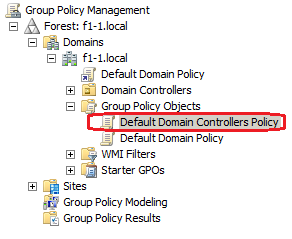 Group Policy Management
Forest: f1-1.local
Domains
f1-1.local
Default Domain Policy
Domain Controllers
Group Policy Objects
Default Domain Controllers Policy
Default Domain Policy
WMI Filters
Starter GPOs
Sites
Group Policy Modeling
Group Policy Results